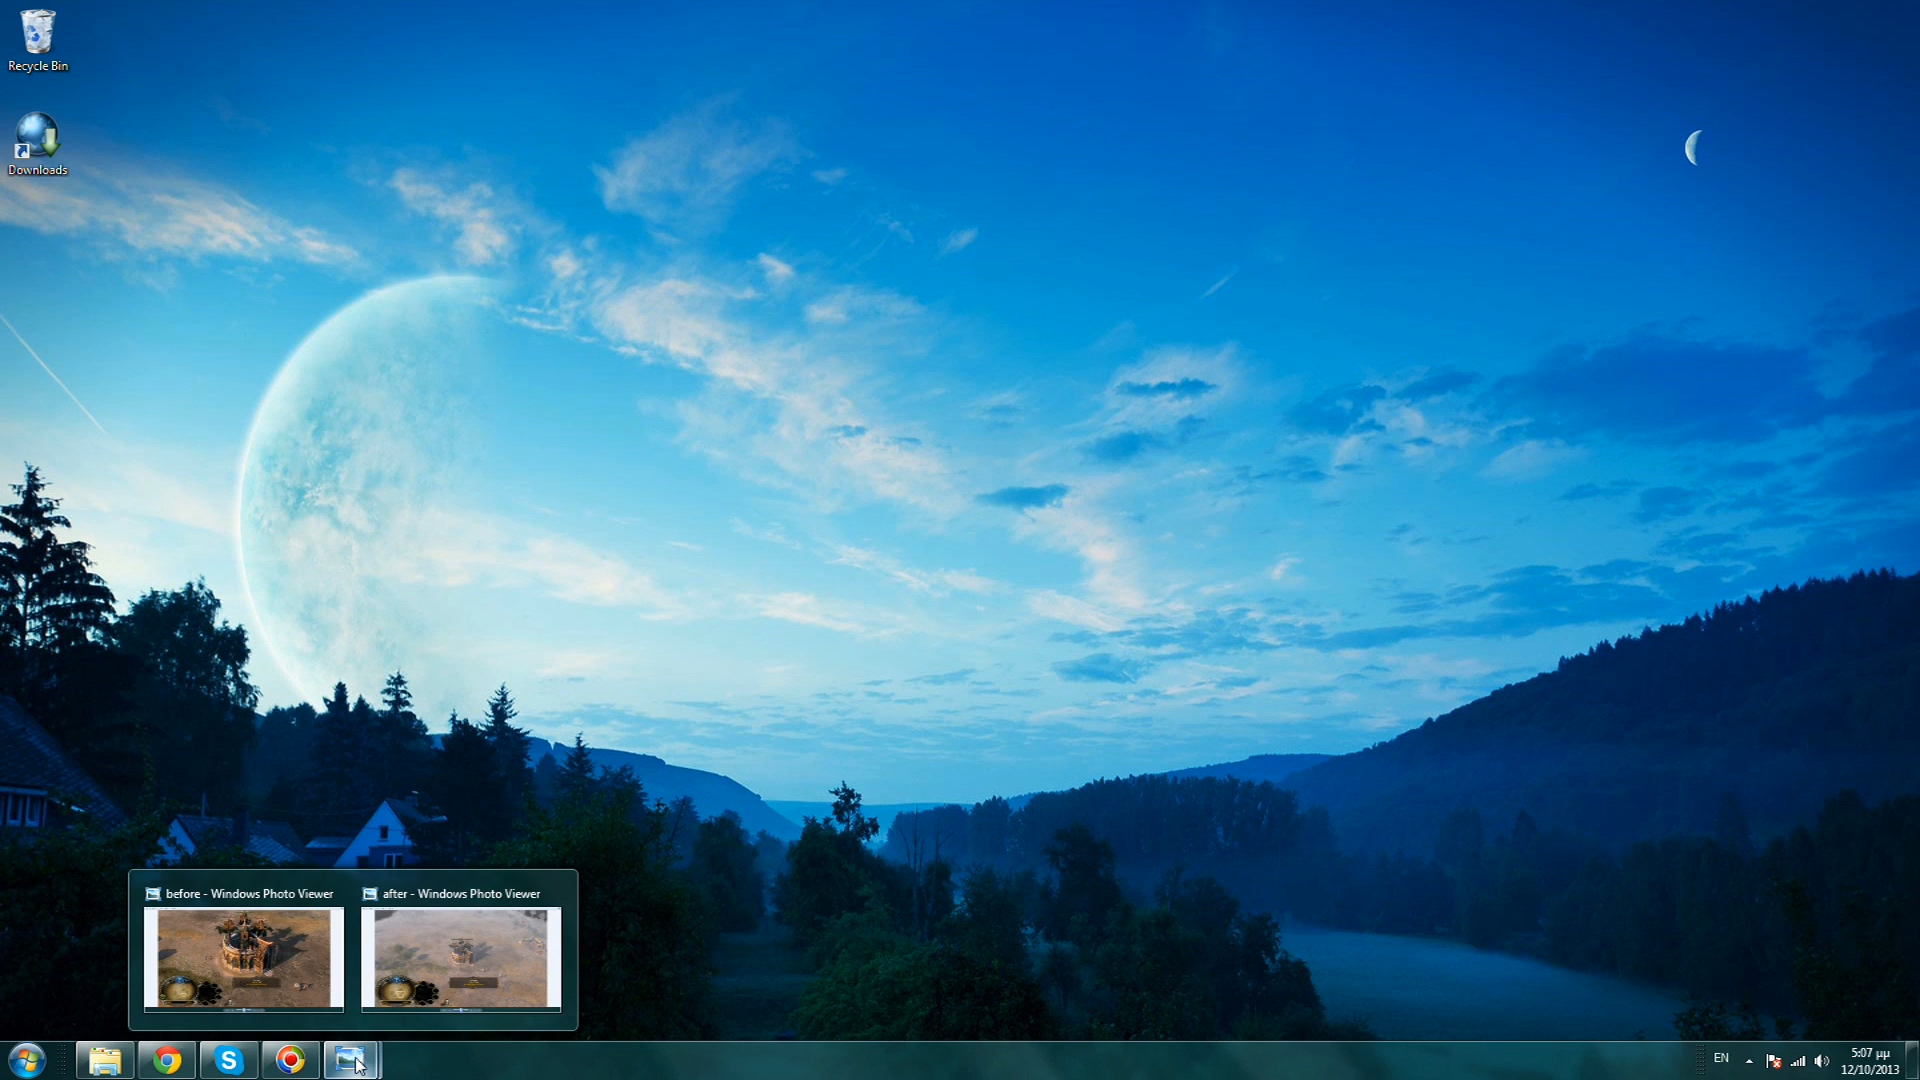 Recycle Bin
Downloads
before - Windows Photo Viewer
after - Windows Photo Viewer
EN
5:07 μμ
12/10/2013